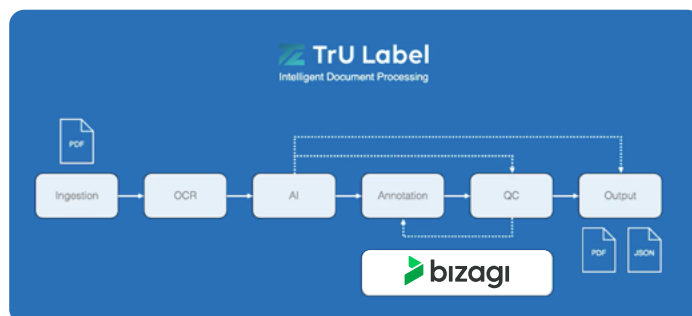 TrU Label
Intelligent Document Processing
PDF
Ingestion
OCR
AI
Annotation
QC
Output
bizagi
PDF
JSON